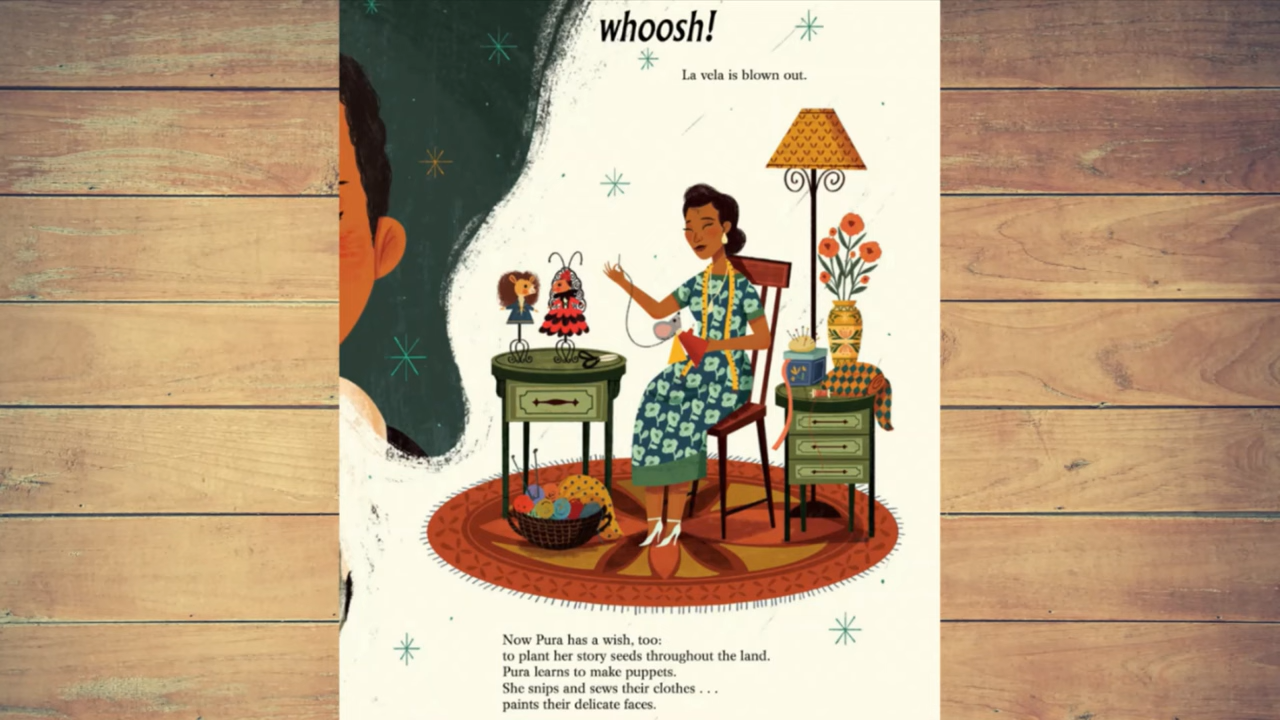 whoosh!
La vela is blown out.
Now Pura has a wish, too:
to plant her story seeds throughout the land.
Pura learns to make puppets.
She snips and sews their clothes . . .
paints their delicate faces.